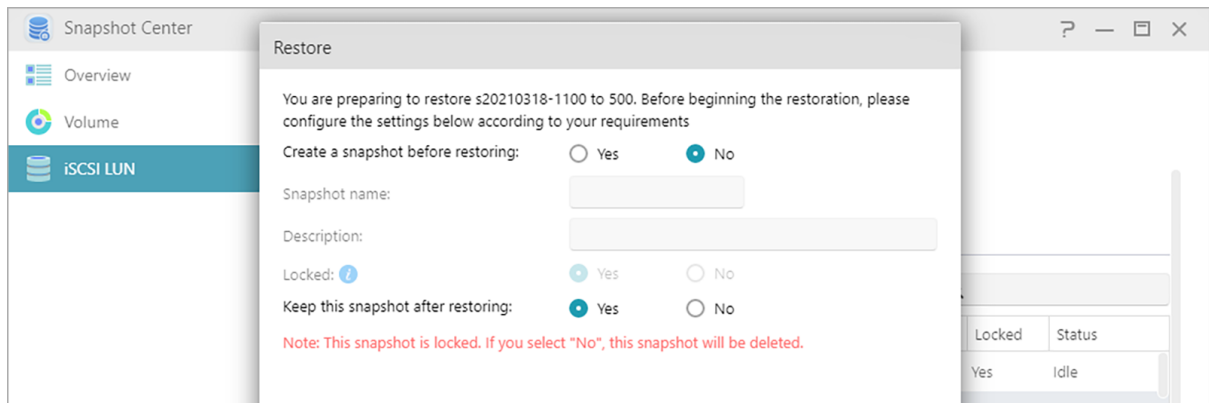 Snapshot Center
Overview
Volume
iSCSI LUN
Restore
You are preparing to restore s20210318-1100 to 500. Before beginning the restoration, please
configure the settings below according to your requirements
Create a snapshot before restoring: Yes No
Snapshot name:
Description:
Locked: i Yes No
Keep this snapshot after restoring: Yes No
Note: This snapshot is locked. If you select "No", this snapshot will be deleted.
Locked Status
Yes Idle